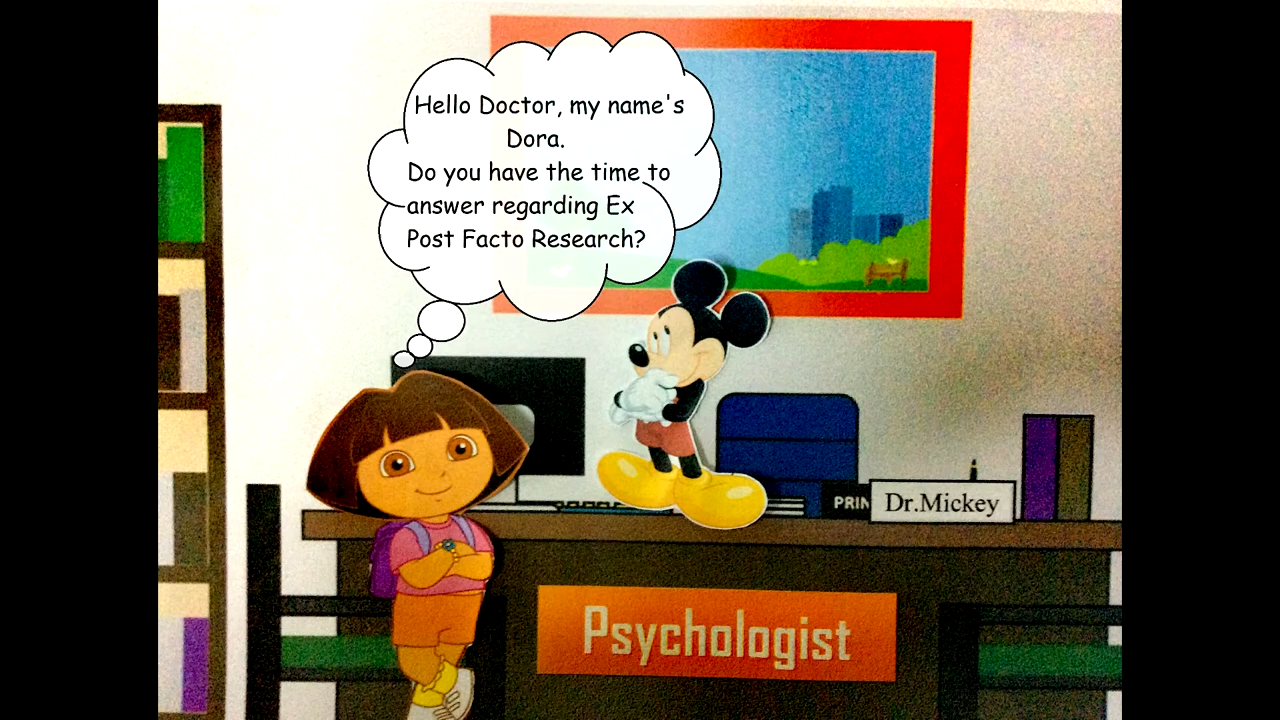 Hello Doctor, my name's
Dora.
Do you have the time to
answer regarding Ex
Post Facto Research?
PRIN
Dr.Mickey
Psychologist